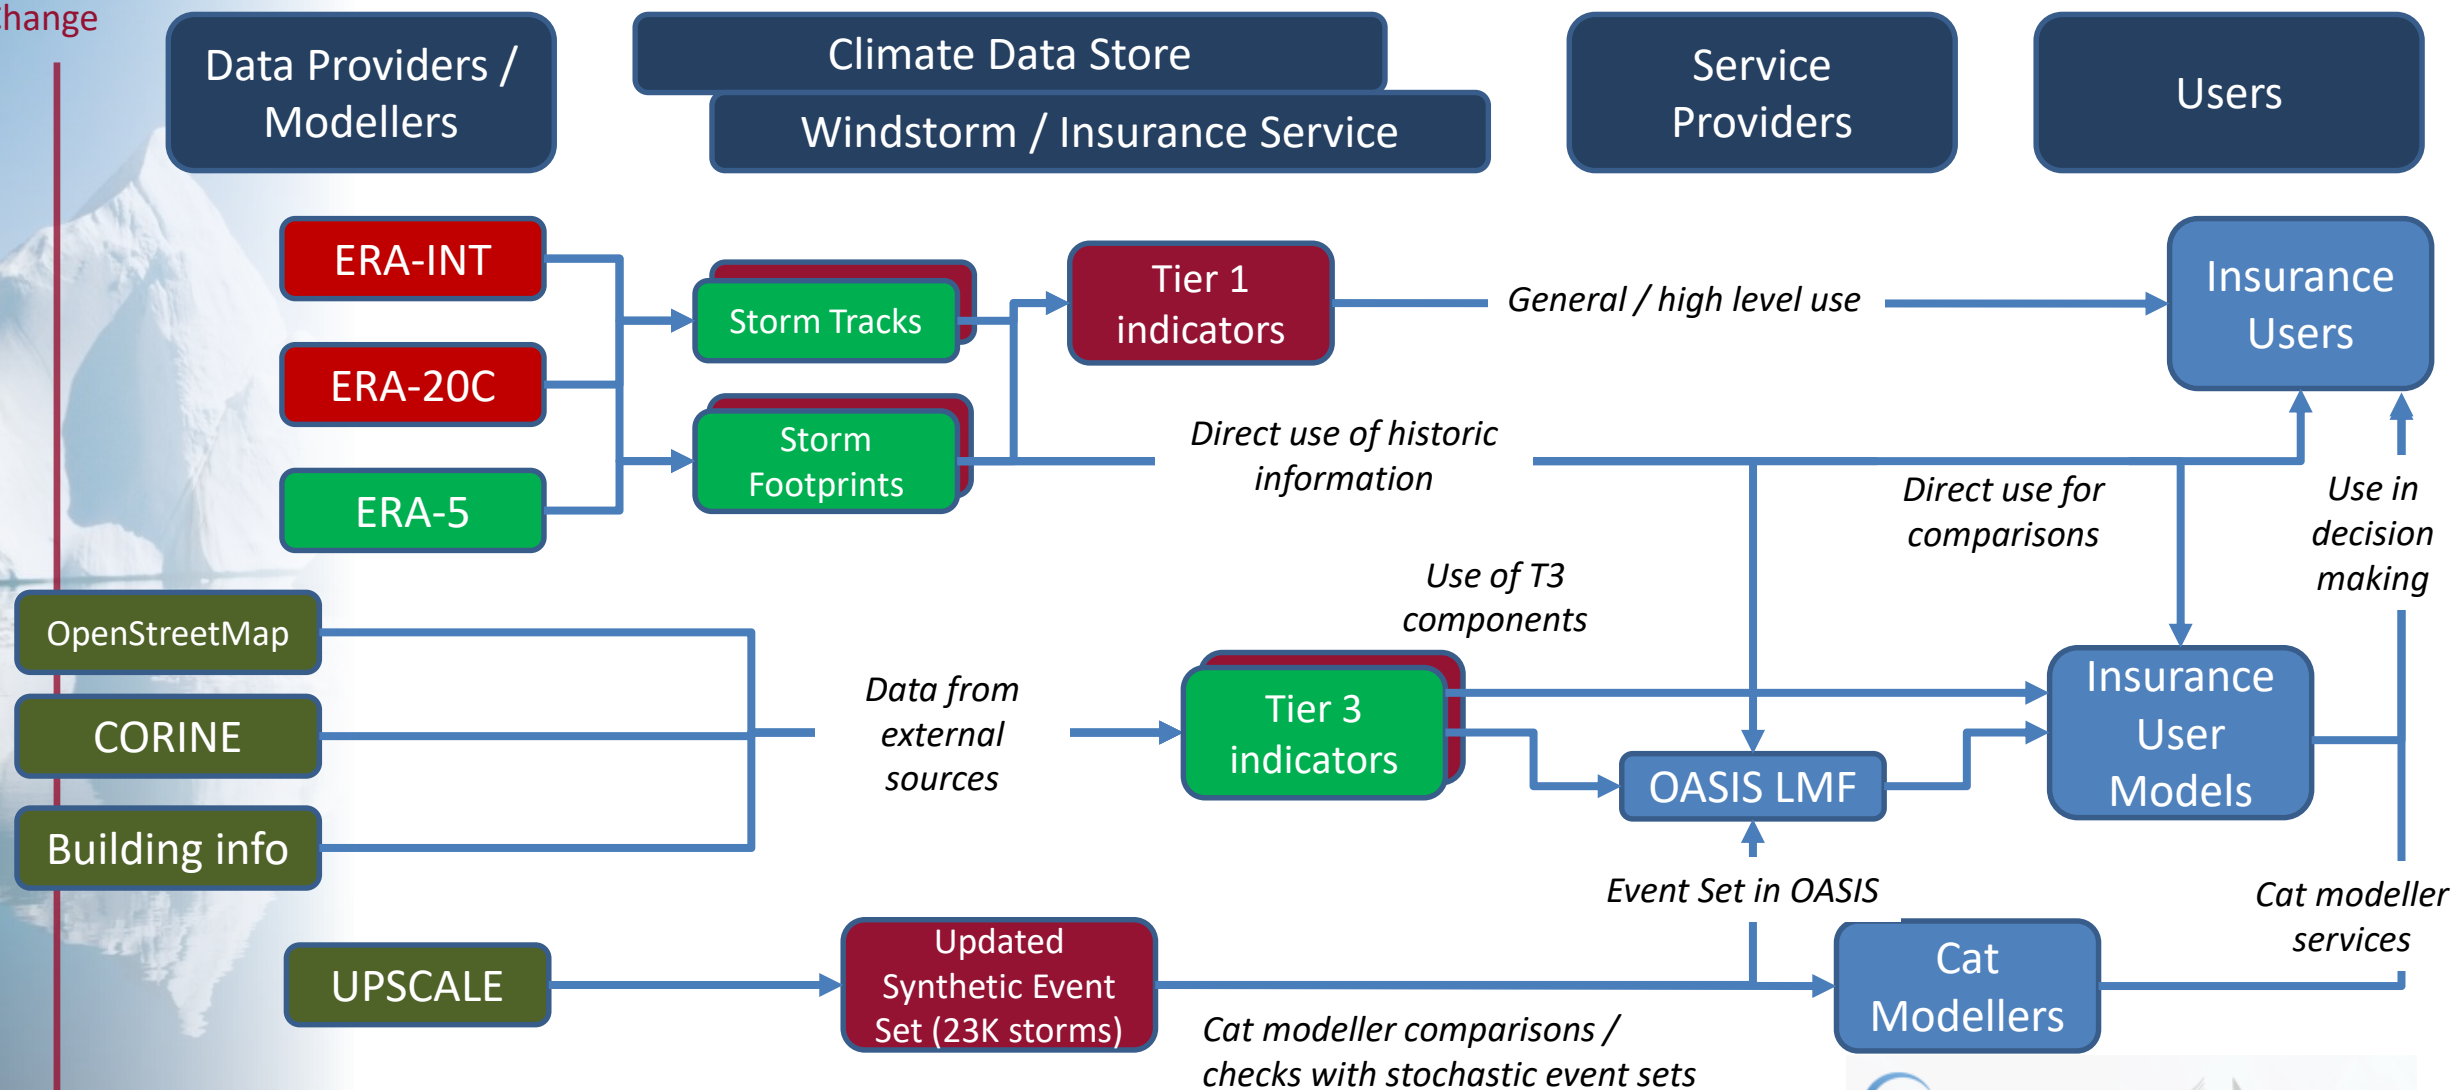 Change
Data Providers /
Modellers
Climate Data Store
Windstorm / Insurance Service
Service
Providers
Users
ERA-INT
ERA-20C
ERA-5
Storm Tracks
Storm
Footprints
Tier 1
indicators
General / high level use
Insurance
Users
Direct use of historic
information
Direct use for
comparisons
Use in
decision
making
Use of T3
components
OpenStreetMap
CORINE
Building info
Data from
external
sources
Tier 3
indicators
OASIS LMF
Insurance
User
Models
Event Set in OASIS
Cat modeller
services
UPSCALE
Updated
Synthetic Event
Set (23K storms)
Cat
Modellers
Cat modeller comparisons /
checks with stochastic event sets